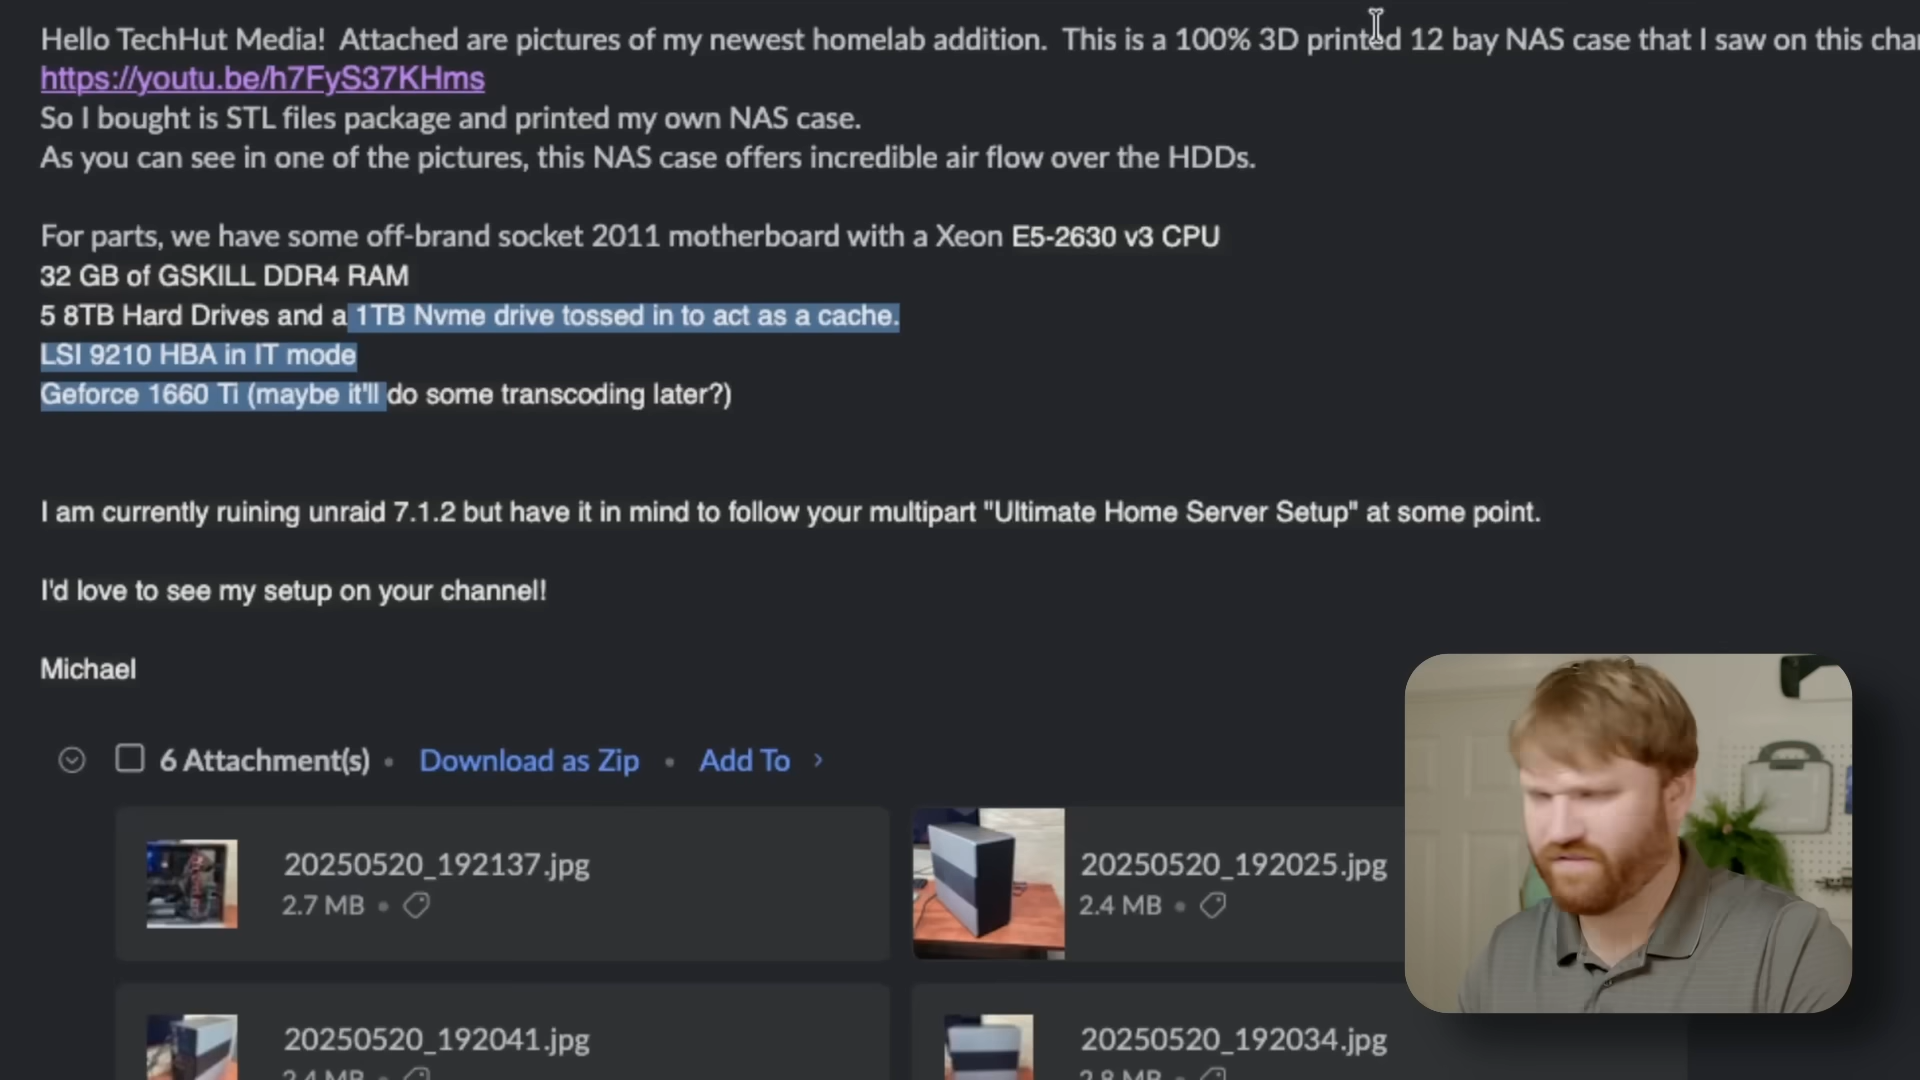 Hello TechHut Media!  Attached are pictures of my newest homelab addition.  This is a 100% 3D printed 12 bay NAS case that I saw on this
https://youtu.be/h7FyS37KHms
So I bought is STL files package and printed my own NAS case.
As you can see in one of the pictures, this NAS case offers incredible air flow over the HDDs.
For parts, we have some off-brand socket 2011 motherboard with a Xeon E5-2630 v3 CPU
32 GB of GSKILL DDR4 RAM
5 8TB Hard Drives and a 1TB Nvme drive tossed in to act as a cache.
LSI 9210 HBA in IT mode
Geforce 1660 Ti (maybe it'll do some transcoding later?)
I am currently ruining unraid 7.1.2 but have it in mind to follow your multipart "Ultimate Home Server Setup" at some point.
I'd love to see my setup on your channel!
Michael
6 Attachment(s) • Download as Zip • Add To >
20250520_192137.jpg
2.7 MB •
20250520_192025.jpg
2.4 MB •
20250520_192041.jpg
2.4 MB •
20250520_192034.jpg
2.8 MB •